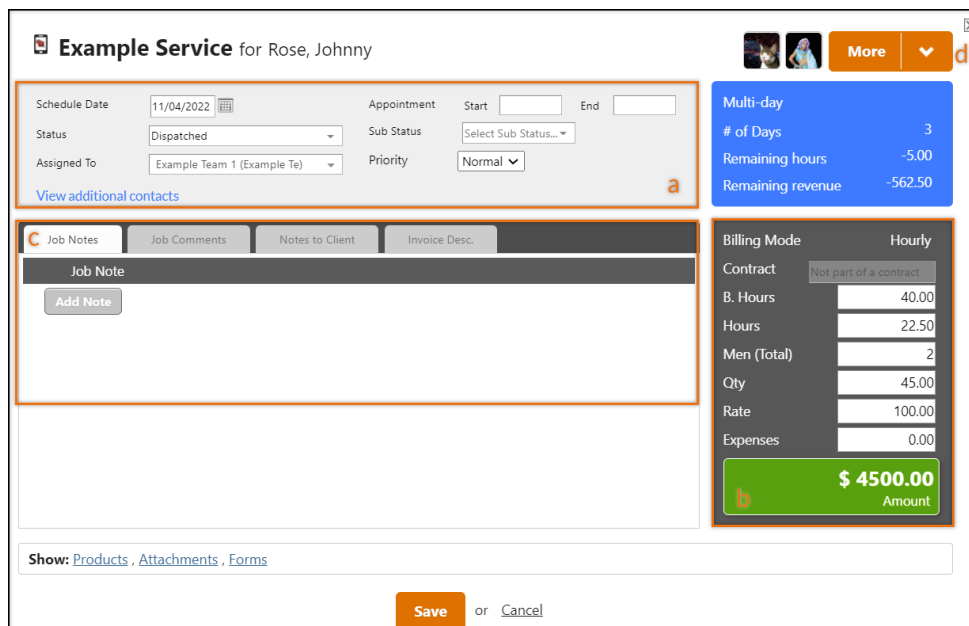 Example Service for Rose, Johnny
More
d
Schedule Date 11/04/2022 Appointment Start End
Status Dispatched Sub Status Select Sub Status...
Assigned To Example Team 1 (Example Te) Priority Normal
View additional contacts
a
Multi-day
# of Days 3
Remaining hours -5.00
Remaining revenue -562.50
C Job Notes Job Comments Notes to Client Invoice Desc.
Job Note
Add Note
Billing Mode Hourly
Contract Not part of a contract
B. Hours 40.00
Hours 22.50
Men (Total) 2
Qty 45.00
Rate 100.00
Expenses 0.00
$ 4500.00
b Amount
Show: Products , Attachments , Forms
Save or Cancel